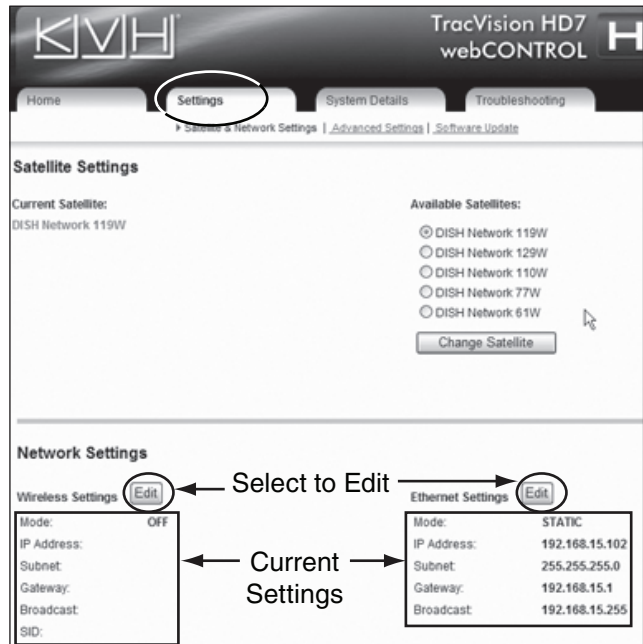 KVH
TracVision HD7
webCONTROL
H
Home
Settings
System Details
Troubleshooting
Satellite & Network Settings | Advanced Settings | Software Update
Satellite Settings
Current Satellite:
DISH Network 119W
Available Satellites:
DISH Network 119W
DISH Network 129W
DISH Network 110W
DISH Network 77W
DISH Network 61W
Change Satellite
Network Settings
Wireless Settings Edit
Select to Edit
Ethernet Settings Edit
Mode: OFF
IP Address:
Subnet:
Gateway:
Broadcast:
SID:
Current
Settings
Mode: STATIC
IP Address: 192.168.15.102
Subnet: 255.255.255.0
Gateway: 192.168.15.1
Broadcast: 192.168.15.255